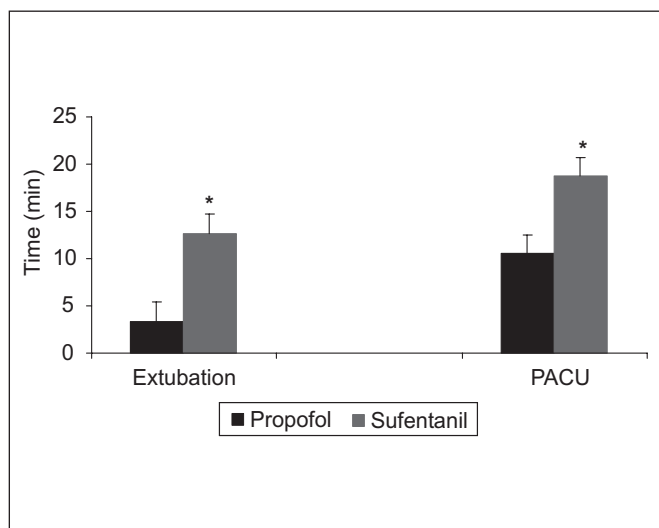 Time (min)
25
20
15
10
5
0
*
*
Extubation
PACU
Propofol
Sufentanil